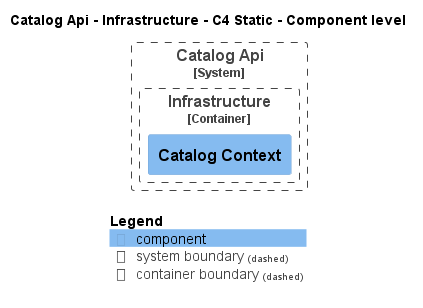 Catalog Api - Infrastructure - C4 Static - Component level
Catalog Api
[System]
Infrastructure
[Container]
Catalog Context
Legend
component
system boundary (dashed)
container boundary (dashed)